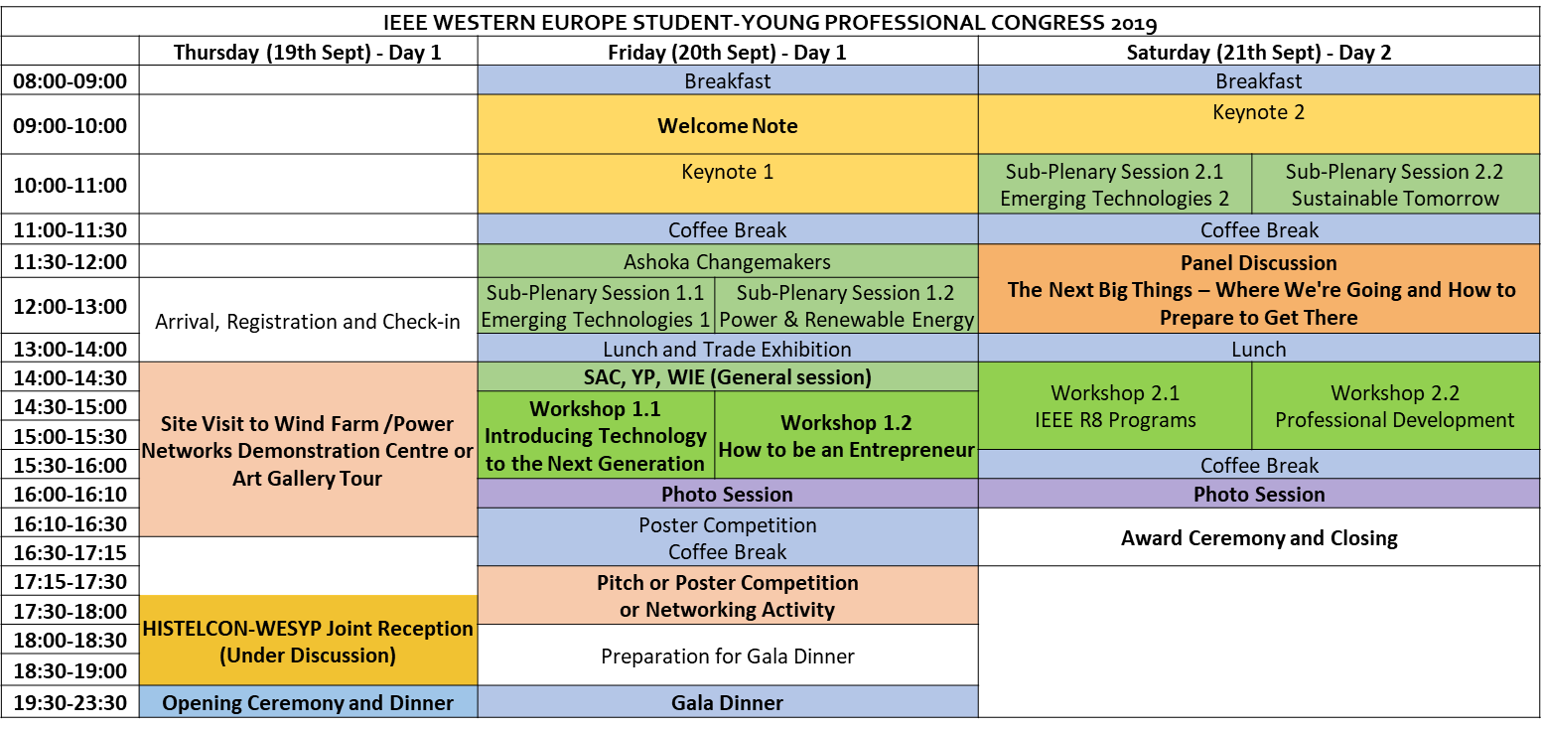 IEEE WESTERN EUROPE STUDENT-YOUNG PROFESSIONAL CONGRESS 2019
Thursday (19th Sept) - Day 1
Friday (20th Sept) - Day 1
Saturday (21th Sept) - Day 2
08:00-09:00
Breakfast
Breakfast
09:00-10:00
Welcome Note
Keynote 2
10:00-11:00
Keynote 1
Sub-Plenary Session 2.1
Emerging Technologies 2
Sub-Plenary Session 2.2
Sustainable Tomorrow
11:00-11:30
Coffee Break
Coffee Break
11:30-12:00
Arrival, Registration and Check-in
Ashoka Changemakers
Panel Discussion
The Next Big Things – Where We're Going and How to
Prepare to Get There
12:00-13:00
Sub-Plenary Session 1.1
Emerging Technologies 1
Sub-Plenary Session 1.2
Power & Renewable Energy
13:00-14:00
Lunch and Trade Exhibition
Lunch
14:00-14:30
Site Visit to Wind Farm /Power
Networks Demonstration Centre or
Art Gallery Tour
SAC, YP, WIE (General session)
Workshop 2.1
IEEE R8 Programs
Workshop 2.2
Professional Development
14:30-15:00
Workshop 1.1
Introducing Technology
to the Next Generation
Workshop 1.2
How to be an Entrepreneur
15:00-15:30
15:30-16:00
Coffee Break
16:00-16:10
Photo Session
Photo Session
16:10-16:30
Poster Competition
Coffee Break
Award Ceremony and Closing
16:30-17:15
17:15-17:30
Pitch or Poster Competition
or Networking Activity
17:30-18:00
HISTELCON-WESYP Joint Reception
(Under Discussion)
18:00-18:30
Preparation for Gala Dinner
18:30-19:00
19:30-23:30
Opening Ceremony and Dinner
Gala Dinner